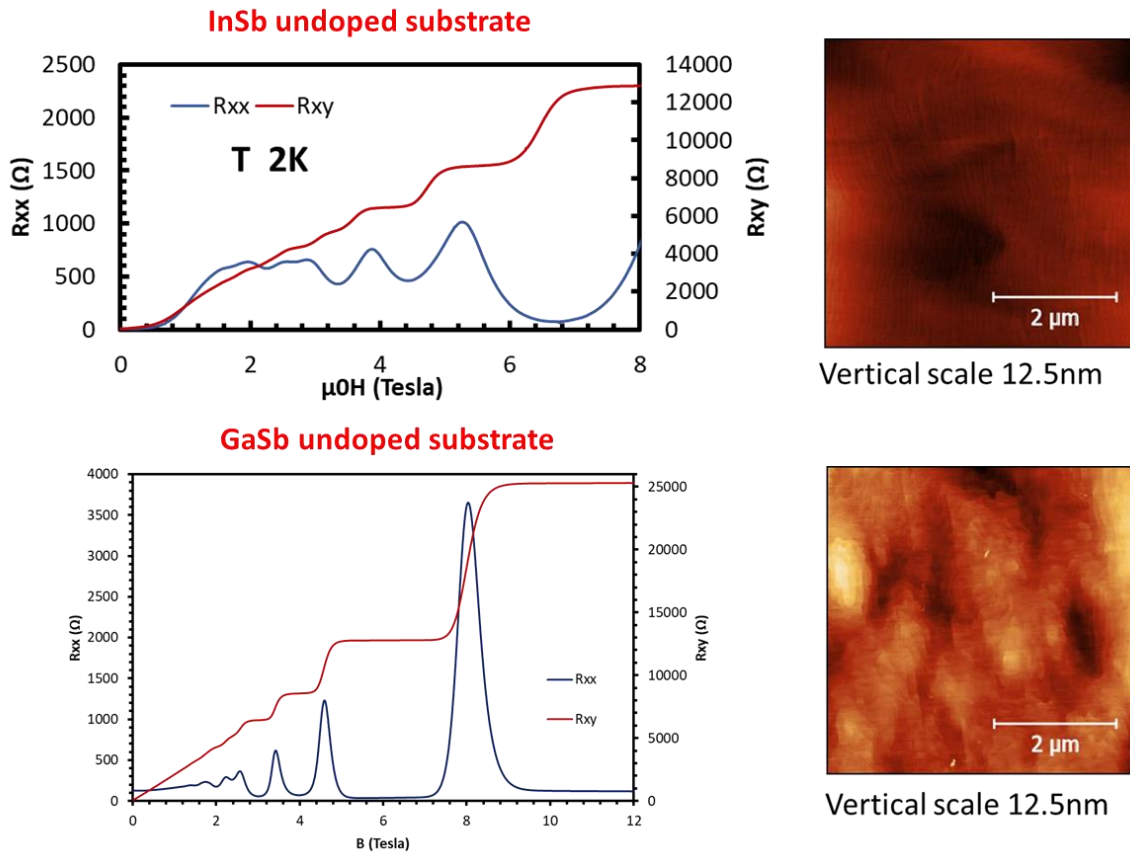 InSb undoped substrate
2500
2000
1500
1000
500
0
Rxx (Ω)
Rxx
Rxy
T 2K
14000
12000
10000
8000
6000
4000
2000
0
Rxy (Ω)
0 2 4 6 8
µ0H (Tesla)
2 µm
Vertical scale 12.5nm
GaSb undoped substrate
4000
3500
3000
2500
2000
1500
1000
500
0
Rxx (Ω)
Rxx
Rxy
25000
20000
15000
10000
5000
0
Rxy (Ω)
0 2 4 6 8 10 12
B (Tesla)
2 µm
Vertical scale 12.5nm